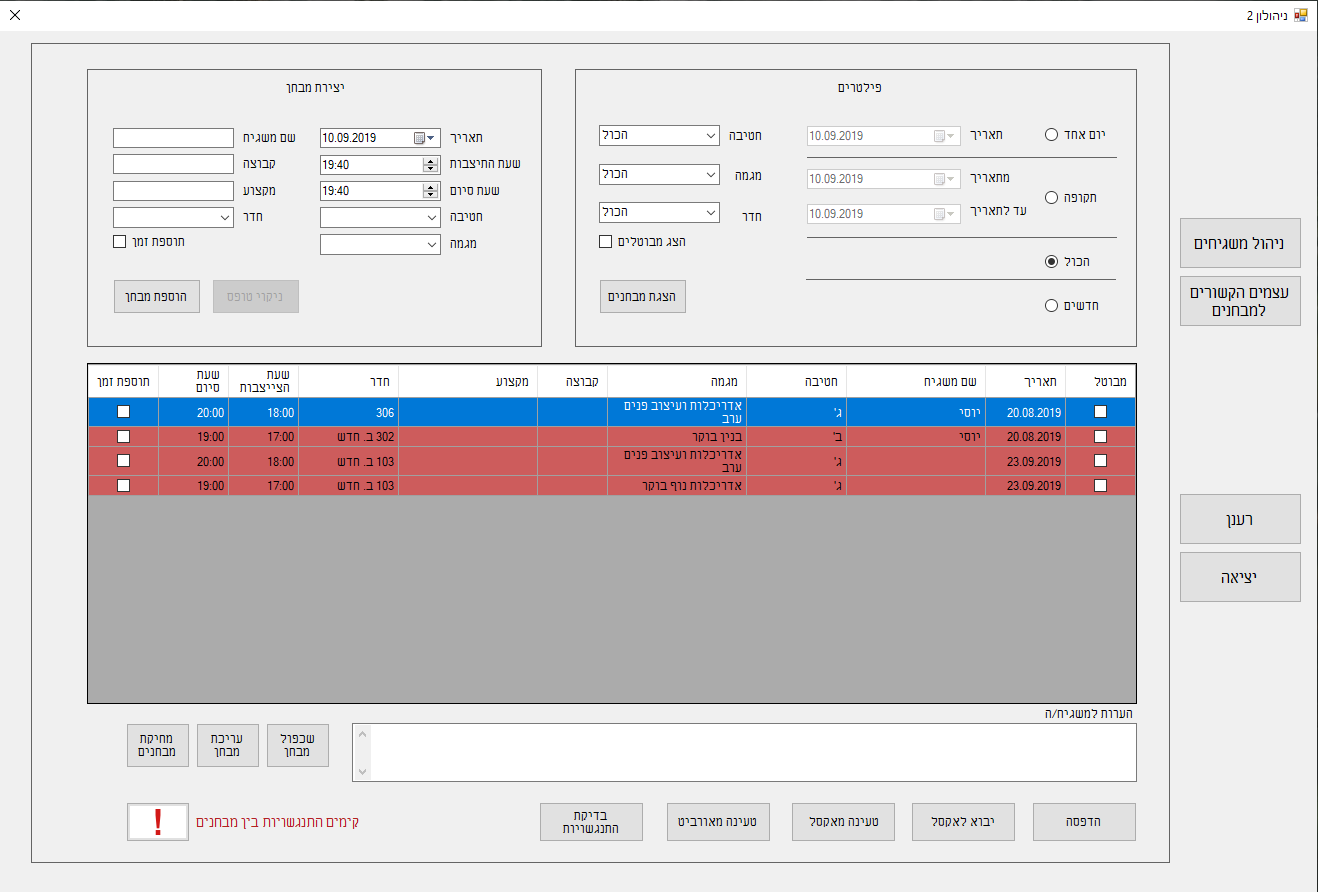 ניהולון 2
פילטרים
יום אחד
תאריך
10.09.2019
חטיבה
הכול
תקופה
מתאריך
10.09.2019
מגמה
הכול
עד לתאריך
10.09.2019
חדר
הכול
הצג מבוטלים
הכול
חדשים
הצגת מבחנים
יצירת מבחן
תאריך
10.09.2019
שם משגיח
שעת התיצבות
19:40
קבוצה
שעת סיום
19:40
מקצוע
חטיבה
חדר
מגמה
תוספת זמן
ניקוי טופס
הוספת מבחן
ניהול משגיחים
עצמים הקשורים
למבחנים
רענן
יציאה
מבוטל תאריך שם משגיח חטיבה מגמה קבוצה מקצוע חדר שעת הצייצבות שעת סיום תוספת זמן
20.08.2019 יוסי ג' אדריכלות ועיצוב פנים ערב 306 18:00 20:00
20.08.2019 יוסי ב' בנין בוקר 302 ב. חדש 17:00 19:00
23.09.2019 ג' אדריכלות ועיצוב פנים ערב 103 ב. חדש 18:00 20:00
23.09.2019 ג' אדריכלות נוף בוקר 103 ב. חדש 17:00 19:00
הערות למשגיח/ה
שכפול
מבחן
עריכת
מבחן
מחיקת
מבחנים
הדפסה
יבוא לאקסל
טעינה מאקסל
טעינה מאורביט
בדיקת
התנגשויות
קימים התנגשויות בין מבחנים
!